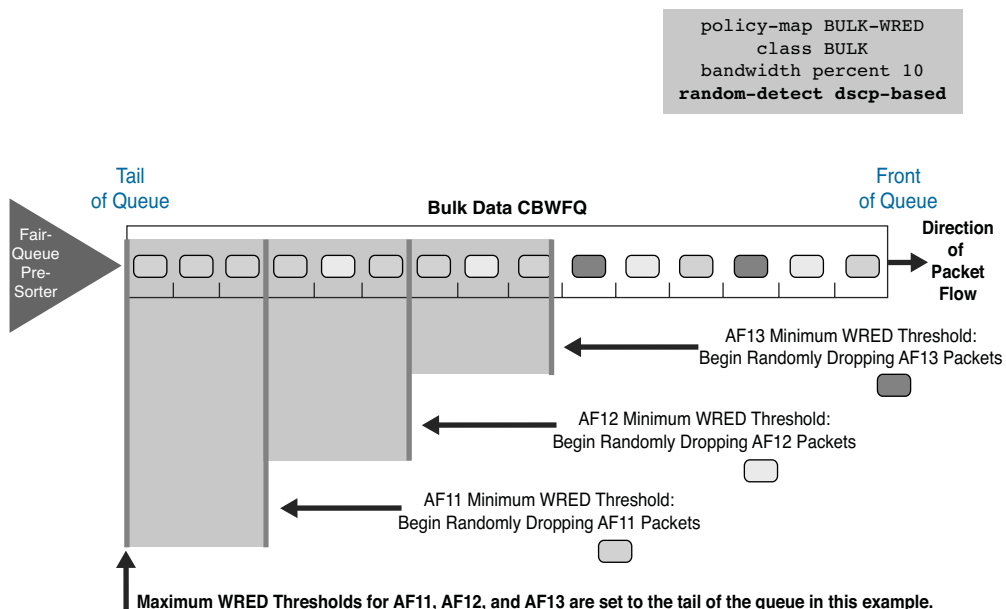 policy-map BULK-WRED
class BULK
bandwidth percent 10
random-detect dscp-based
Tail
of Queue
Front
of Queue
Bulk Data CBWFQ
Fair-
Queue
Pre-
Sorter
Direction
of
Packet
Flow
AF13 Minimum WRED Threshold:
Begin Randomly Dropping AF13 Packets
AF12 Minimum WRED Threshold:
Begin Randomly Dropping AF12 Packets
AF11 Minimum WRED Threshold:
Begin Randomly Dropping AF11 Packets
Maximum WRED Thresholds for AF11, AF12, and AF13 are set to the tail of the queue in this example.